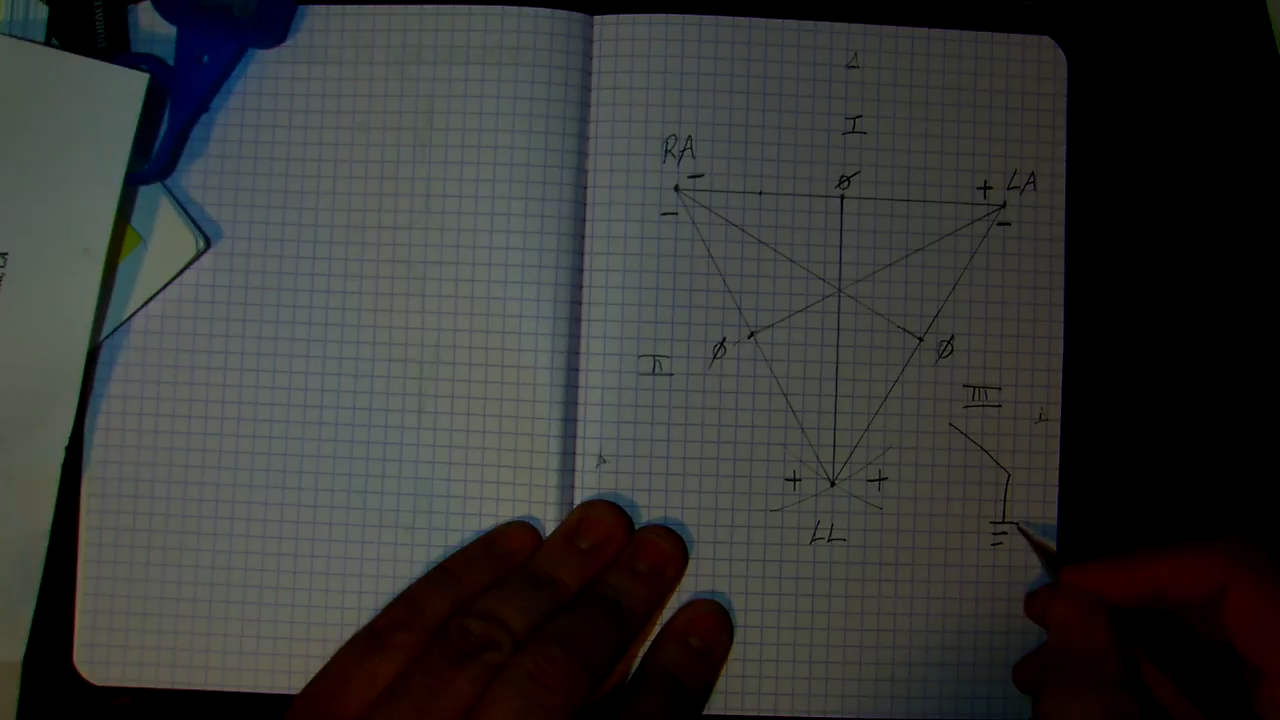 I
RA
- ø + LA
- -
ø ø
II
III
+ +
LL